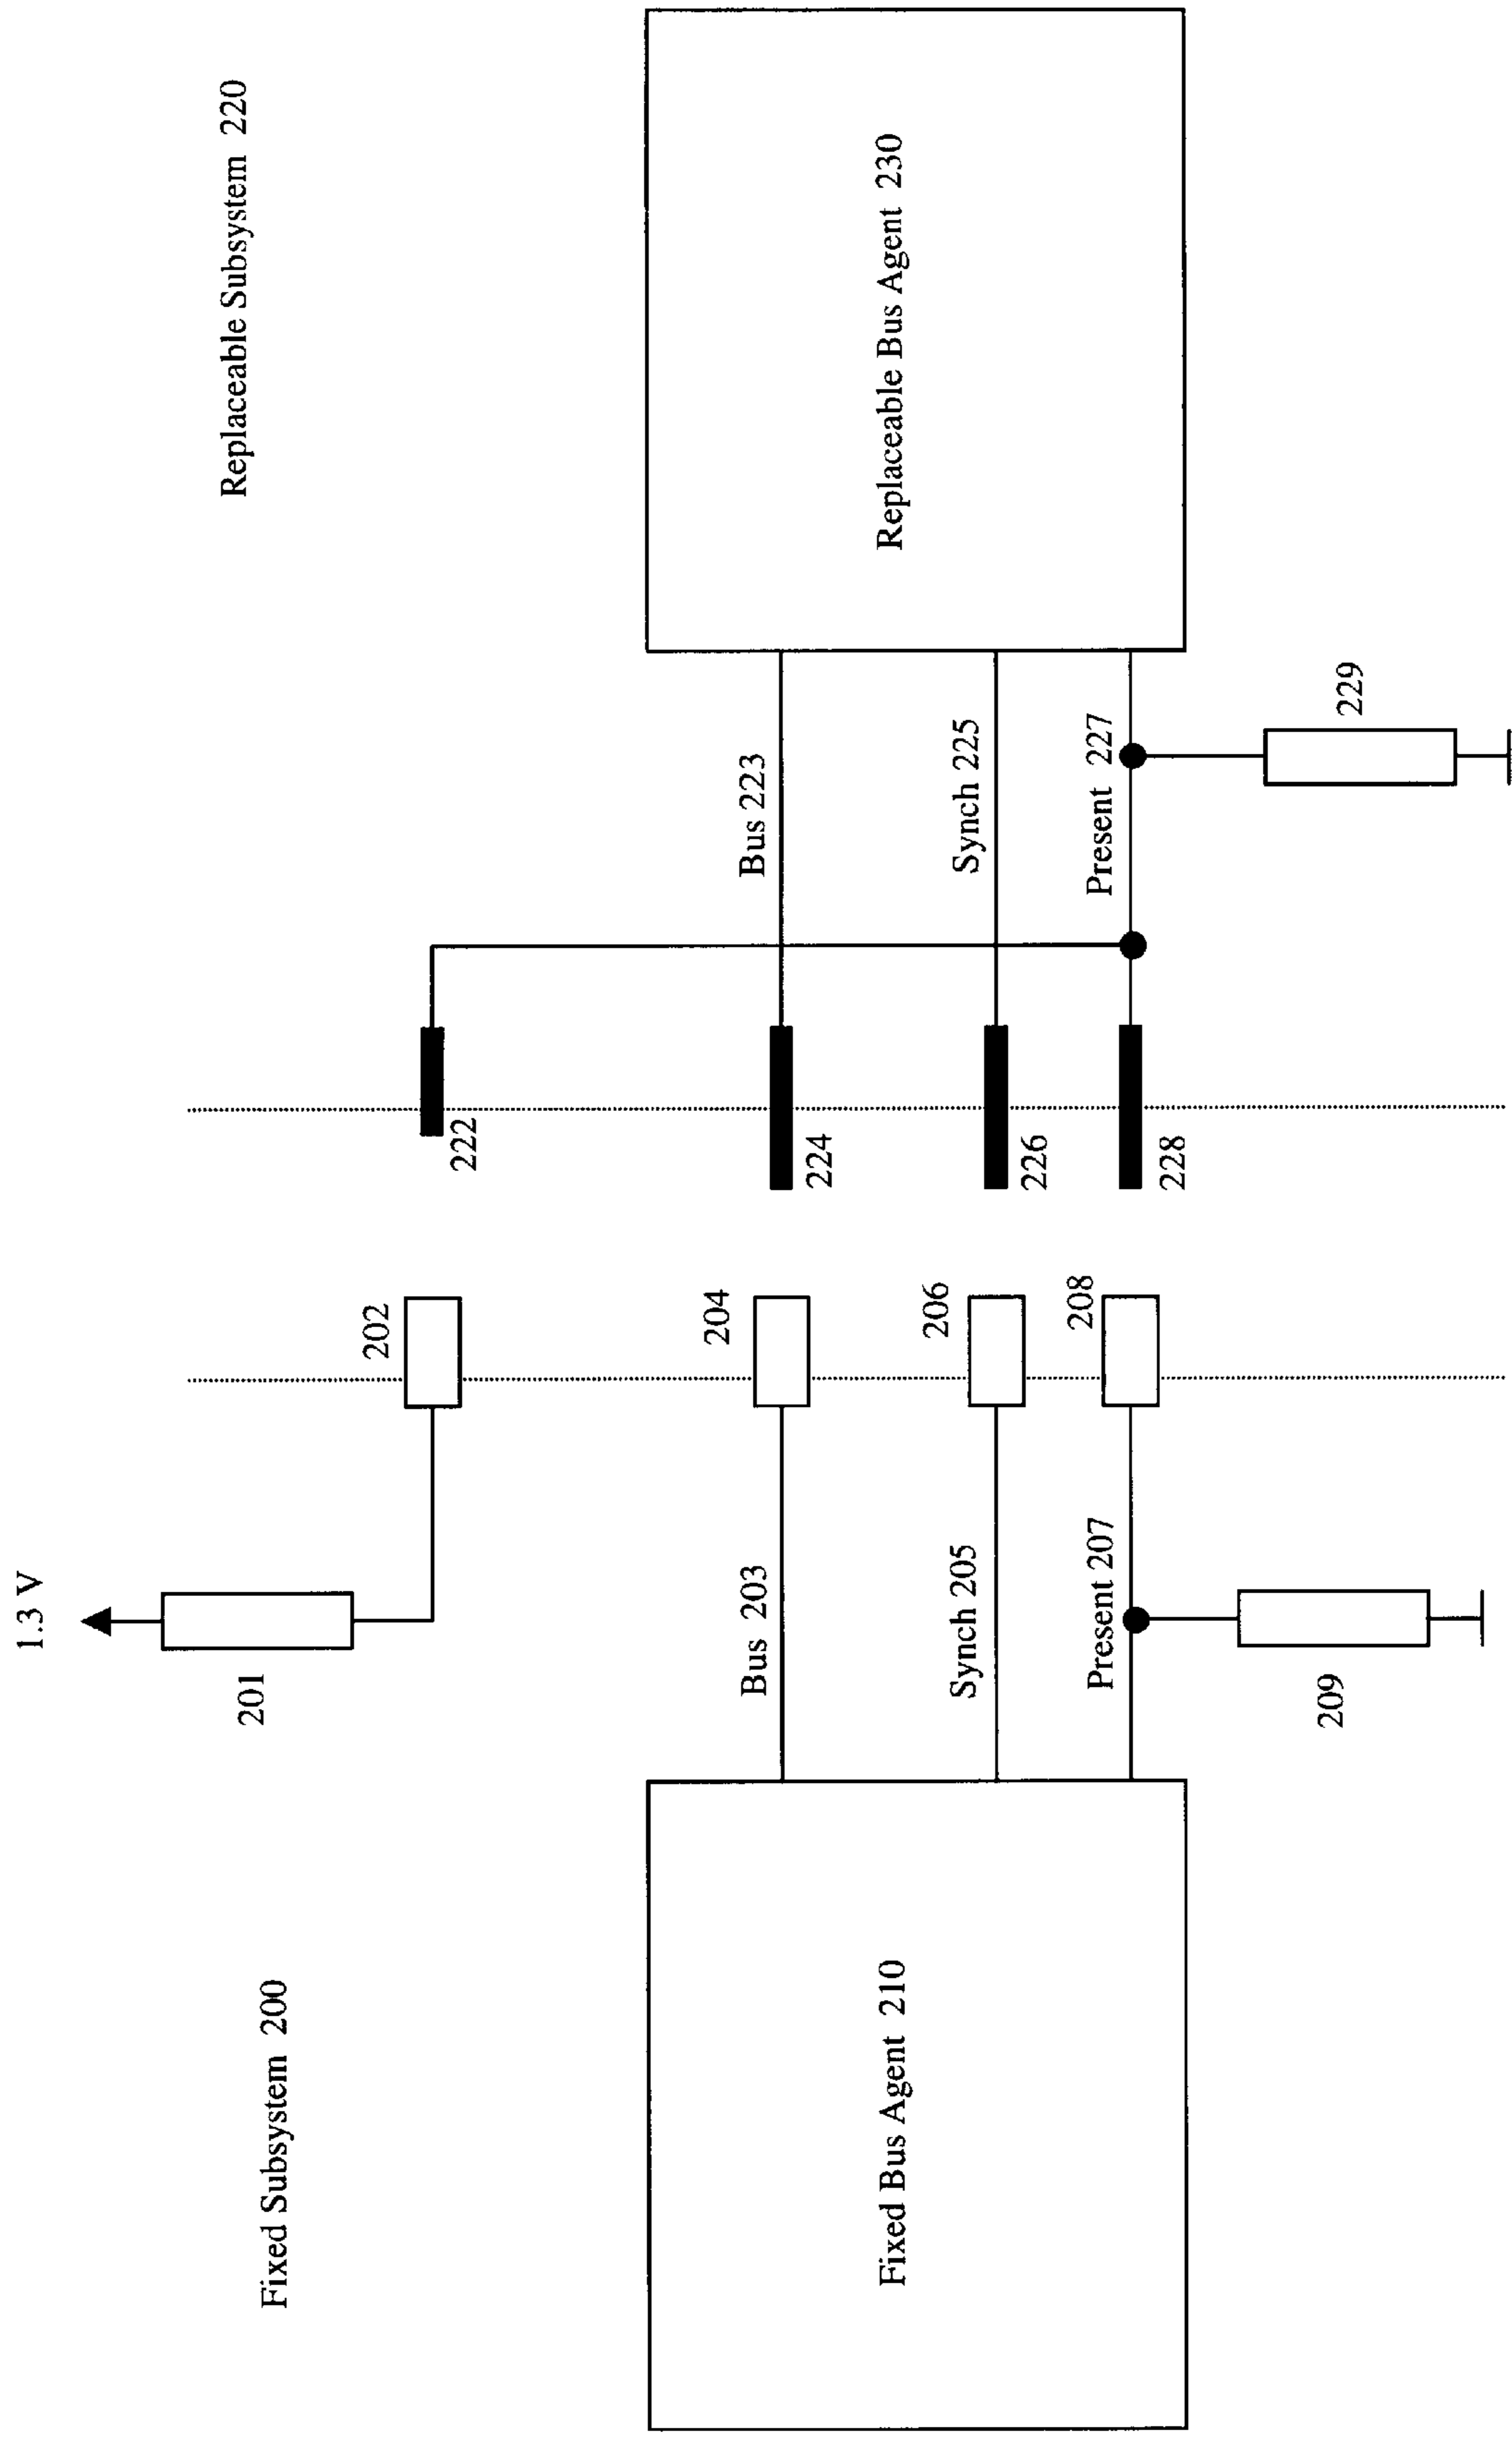 Fixed Subsystem 200
Replaceable Subsystem 220
1.3 V
201
202
222
Bus 203
204
224
Bus 223
Synch 205
206
226
Synch 225
Present 207
208
228
Present 227
209
229
Fixed Bus Agent 210
Replaceable Bus Agent 230